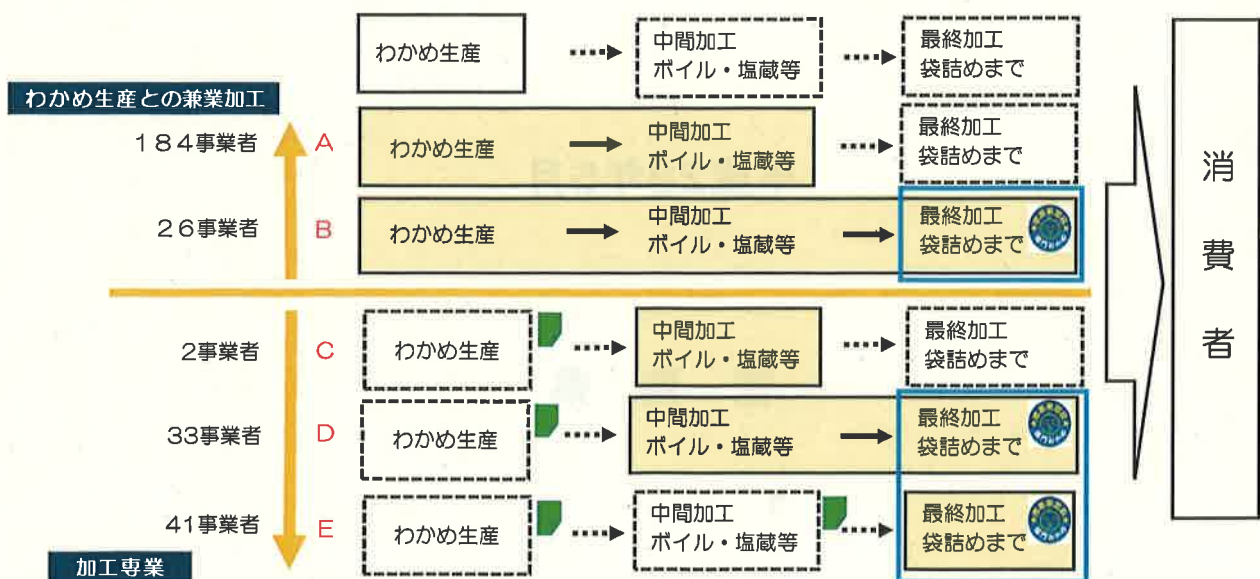 わかめ生産
中間加工
ボイル・塩蔵等
最終加工
袋詰めまで
わかめ生産との兼業加工
184事業者
A
わかめ生産
中間加工
ボイル・塩蔵等
最終加工
袋詰めまで
26事業者
B
わかめ生産
中間加工
ボイル・塩蔵等
最終加工
袋詰めまで
2事業者
C
わかめ生産
中間加工
ボイル・塩蔵等
最終加工
袋詰めまで
33事業者
D
わかめ生産
中間加工
ボイル・塩蔵等
最終加工
袋詰めまで
41事業者
E
わかめ生産
中間加工
ボイル・塩蔵等
最終加工
袋詰めまで
加工専業
消費者